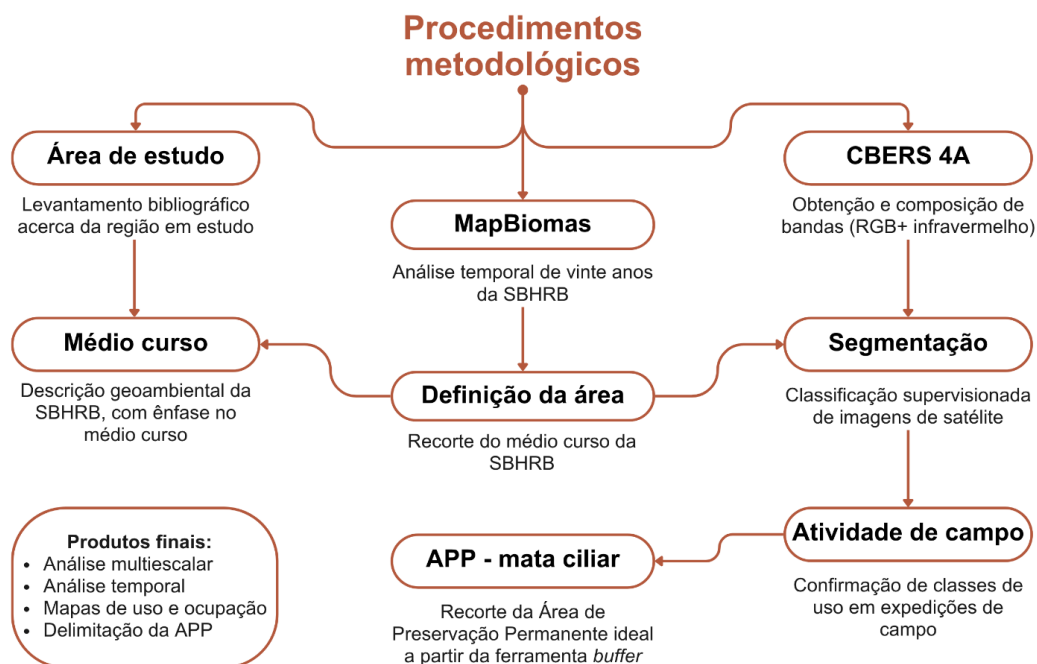 Procedimentos
metodológicos
Área de estudo
Levantamento bibliográfico
acerca da região em estudo
MapBiomas
Análise temporal de vinte anos
da SBHRB
CBERS 4A
Obtenção e composição de
bandas (RGB+ infravermelho)
Médio curso
Descrição geoambiental da
SBHRB, com ênfase no
médio curso
Definição da área
Recorte do médio curso da
SBHRB
Segmentação
Classificação supervisionada
de imagens de satélite
Produtos finais:
• Análise multiescalar
• Análise temporal
• Mapas de uso e ocupação
• Delimitação da APP
APP - mata ciliar
Recorte da Área de
Preservação Permanente ideal
a partir da ferramenta buffer
Atividade de campo
Confirmação de classes de
uso em expedições de
campo